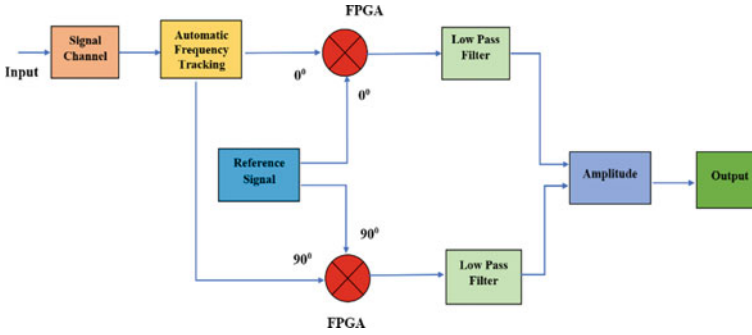 FPGA
Input
Signal
Channel
Automatic
Frequency
Tracking
0⁰
0⁰
Low Pass
Filter
Reference
Signal
Amplitude
Output
90⁰
90⁰
Low Pass
Filter
FPGA